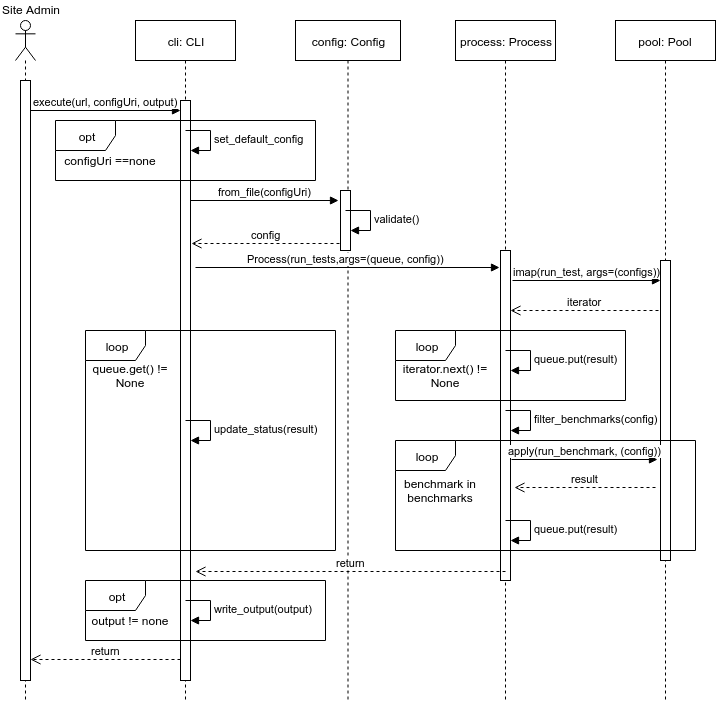 Site Admin
cli: CLI
config: Config
process: Process
pool: Pool
execute(url, configUri, output)
opt
configUri ==none
set_default_config
from_file(configUri)
validate()
config
Process(run_tests,args=(queue, config))
imap(run_test, args=(configs))
iterator
loop
queue.get() !=
None
update_status(result)
loop
iterator.next() !=
None
queue.put(result)
filter_benchmarks(config)
loop
benchmark in
benchmarks
apply(run_benchmark, (config))
result
queue.put(result)
return
opt
output != none
write_output(output)
return